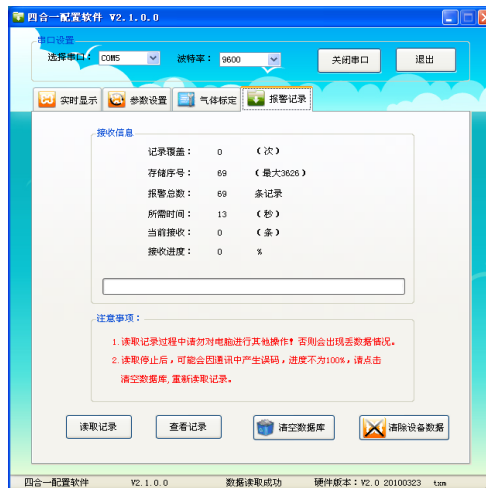 四合一配置软件 V2.1.0.0
串口设置
选择串口： COM5 波特率： 9600 关闭串口 退出
实时显示 参数设置 气体标定 报警记录
接收信息
记录覆盖： 0 （次）
存储序号： 69 （最大3626）
报警总数： 69 条记录
所需时间： 13 （秒）
当前接收： 0 （条）
接收进度： 0 %
注意事项：
1.读取记录过程中请勿对电脑进行其他操作！否则会出现丢数据情况。
2.读取停止后，可能会因通讯中产生误码，进度不为100%，请点击
清空数据库,重新读取记录。
读取记录 查看记录 清空数据库 清除设备数据
四合一配置软件 V2.1.0.0 数据读取成功 硬件版本：V2.0 20100323 txm